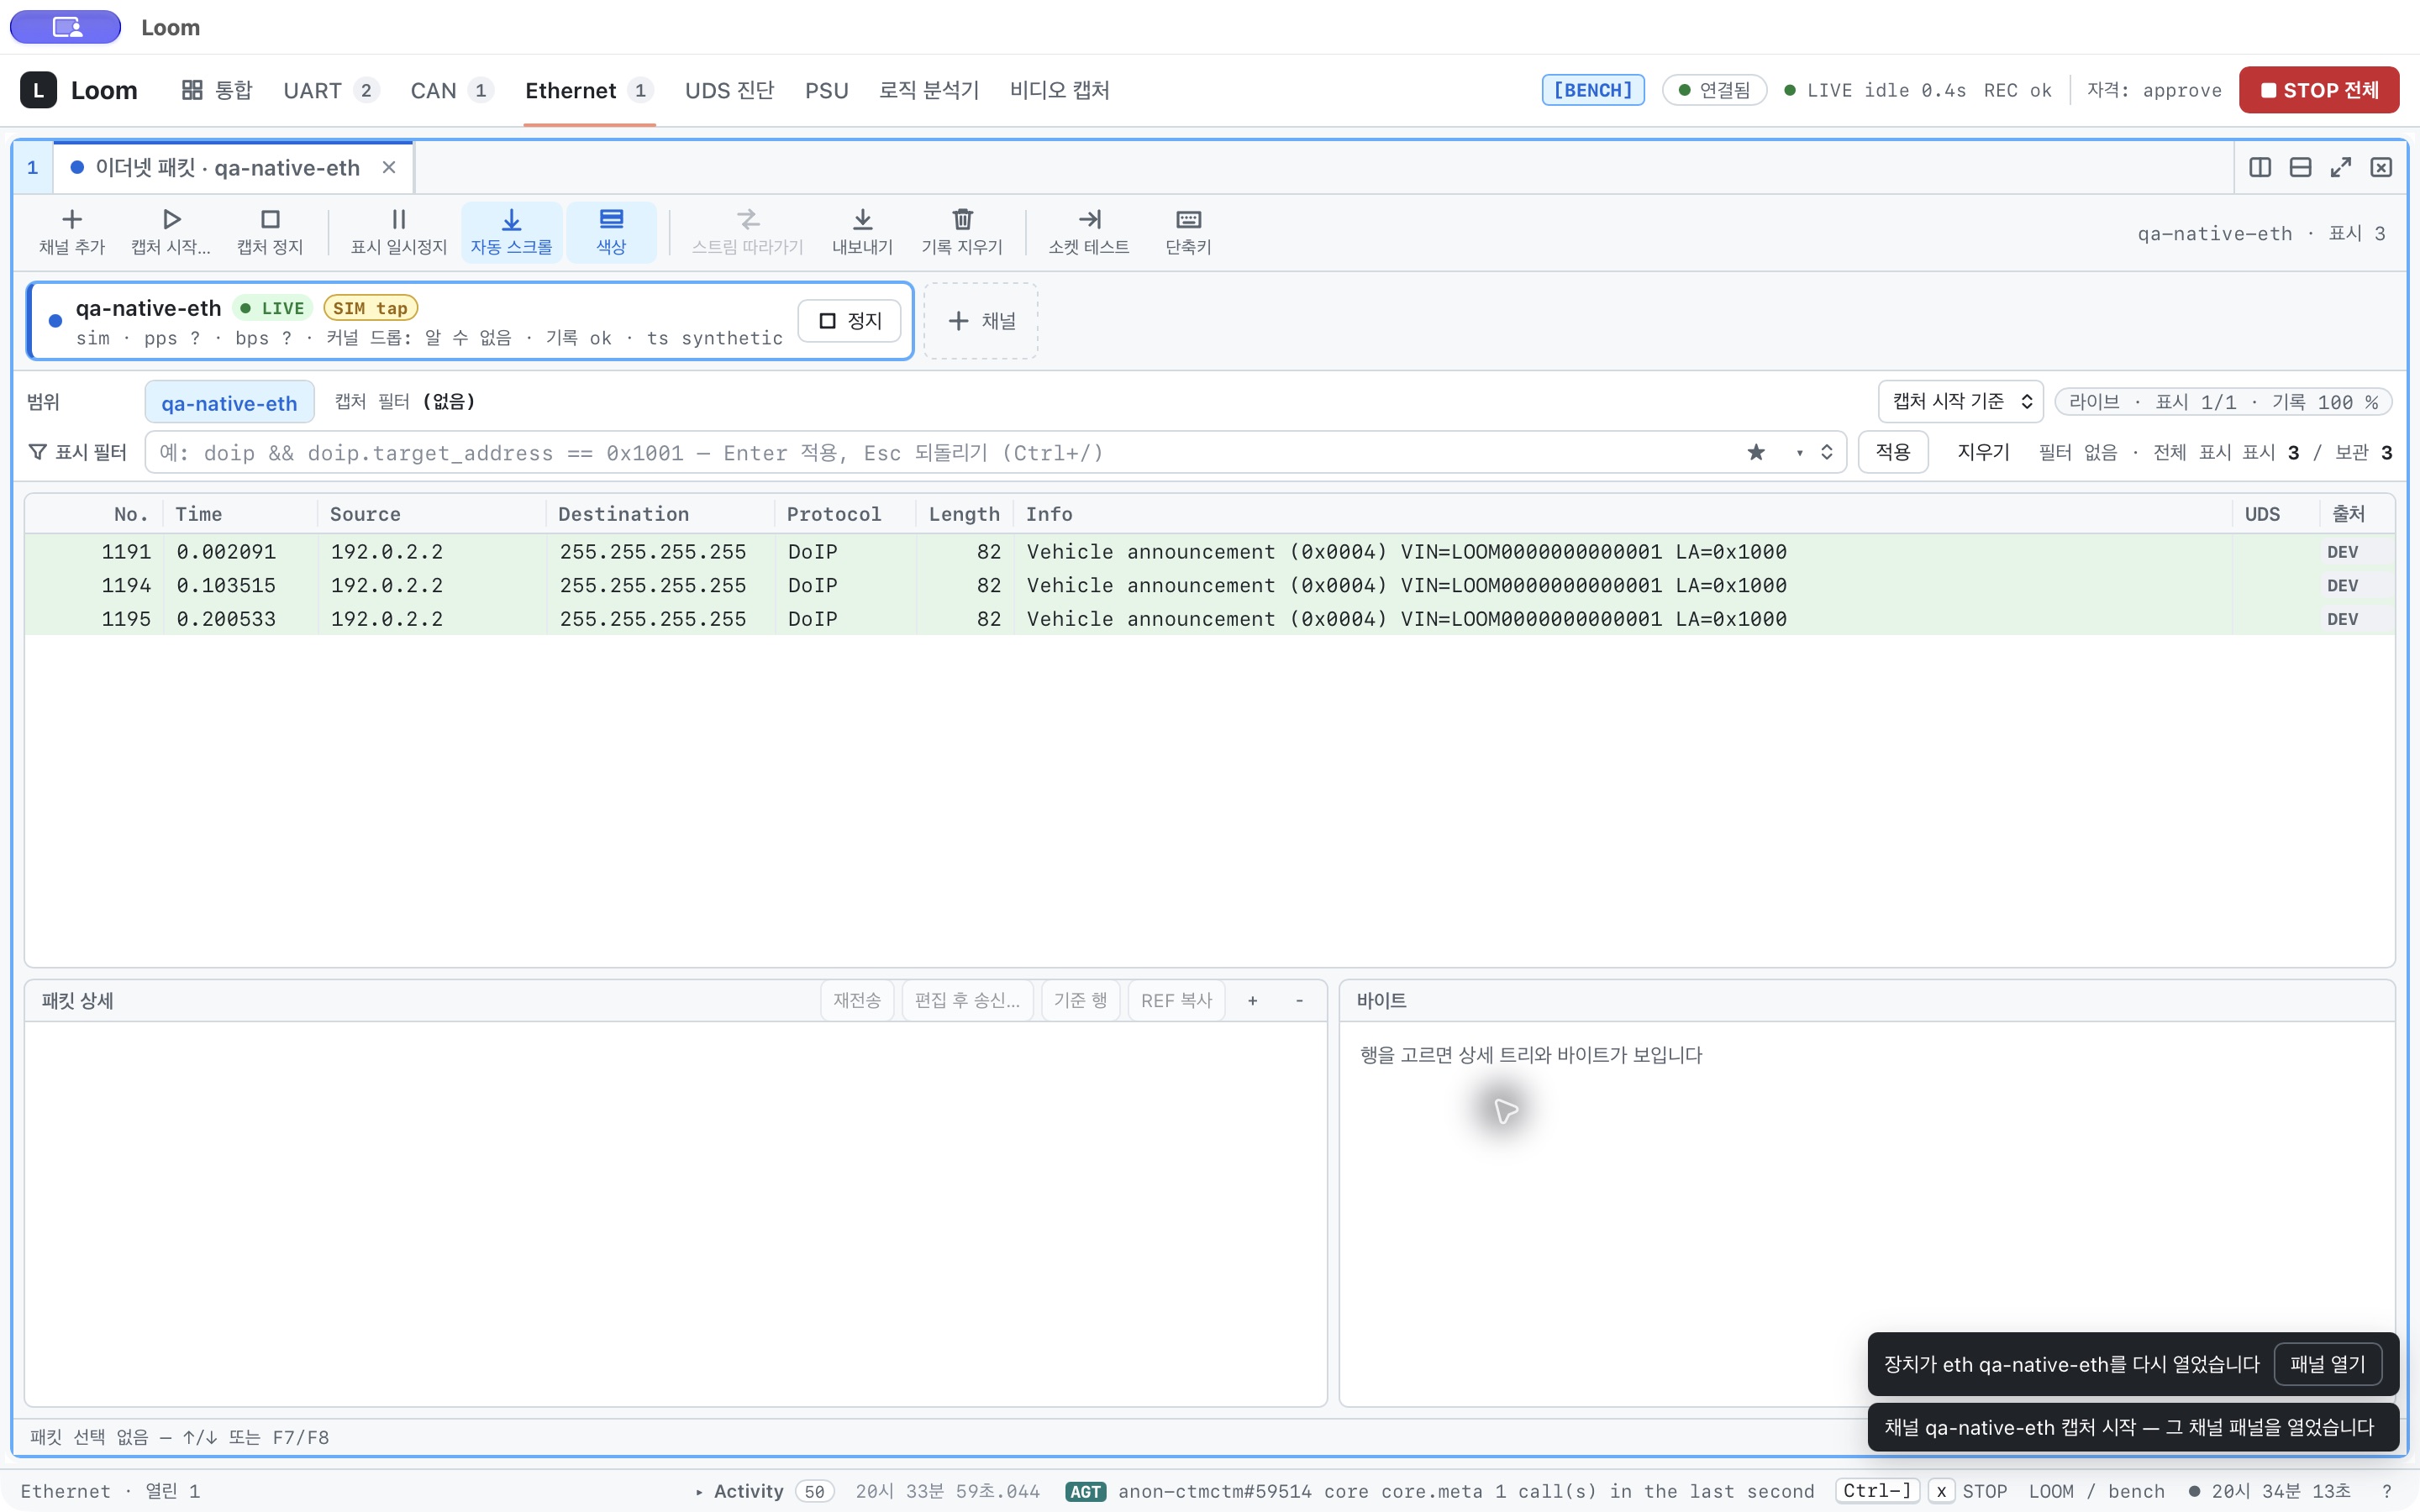 Loom
L Loom 통합 UART 2 CAN 1 Ethernet 1 UDS 진단 PSU 로직 분석기 비디오 캡처 [BENCH] 연결됨 LIVE idle 0.4s REC ok 자격: approve STOP 전체
1 이더넷 패킷 · qa-native-eth ×
채널 추가 캡처 시작... 캡처 정지 표시 일시정지 자동 스크롤 색상 스트림 따라가기 내보내기 기록 지우기 소켓 테스트 단축키 qa-native-eth · 표시 3
qa-native-eth LIVE SIM tap
sim · pps ? · bps ? · 커널 드롭: 알 수 없음 · 기록 ok · ts synthetic 정지 + 채널
범위 qa-native-eth 캡처 필터 (없음) 캡처 시작 기준 라이브 · 표시 1/1 · 기록 100 %
표시 필터 예: doip && doip.target_address == 0x1001 — Enter 적용, Esc 되돌리기 (Ctrl+/) ★ ▾ 적용 지우기 필터 없음 · 전체 표시 표시 3 / 보관 3
No. Time Source Destination Protocol Length Info UDS 출처
1191 0.002091 192.0.2.2 255.255.255.255 DoIP 82 Vehicle announcement (0x0004) VIN=LOOM0000000000001 LA=0x1000 DEV
1194 0.103515 192.0.2.2 255.255.255.255 DoIP 82 Vehicle announcement (0x0004) VIN=LOOM0000000000001 LA=0x1000 DEV
1195 0.200533 192.0.2.2 255.255.255.255 DoIP 82 Vehicle announcement (0x0004) VIN=LOOM0000000000001 LA=0x1000 DEV
패킷 상세 재전송 편집 후 송신... 기준 행 REF 복사 + -
바이트
행을 고르면 상세 트리와 바이트가 보입니다
장치가 eth qa-native-eth를 다시 열었습니다 패널 열기
채널 qa-native-eth 캡처 시작 — 그 채널 패널을 열었습니다
패킷 선택 없음 — ↑/↓ 또는 F7/F8
Ethernet · 열린 1 ▸ Activity 50 20시 33분 59초.044 AGT anon-ctmctm#59514 core core.meta 1 call(s) in the last second Ctrl-] x STOP LOOM / bench ● 20시 34분 13초 ?